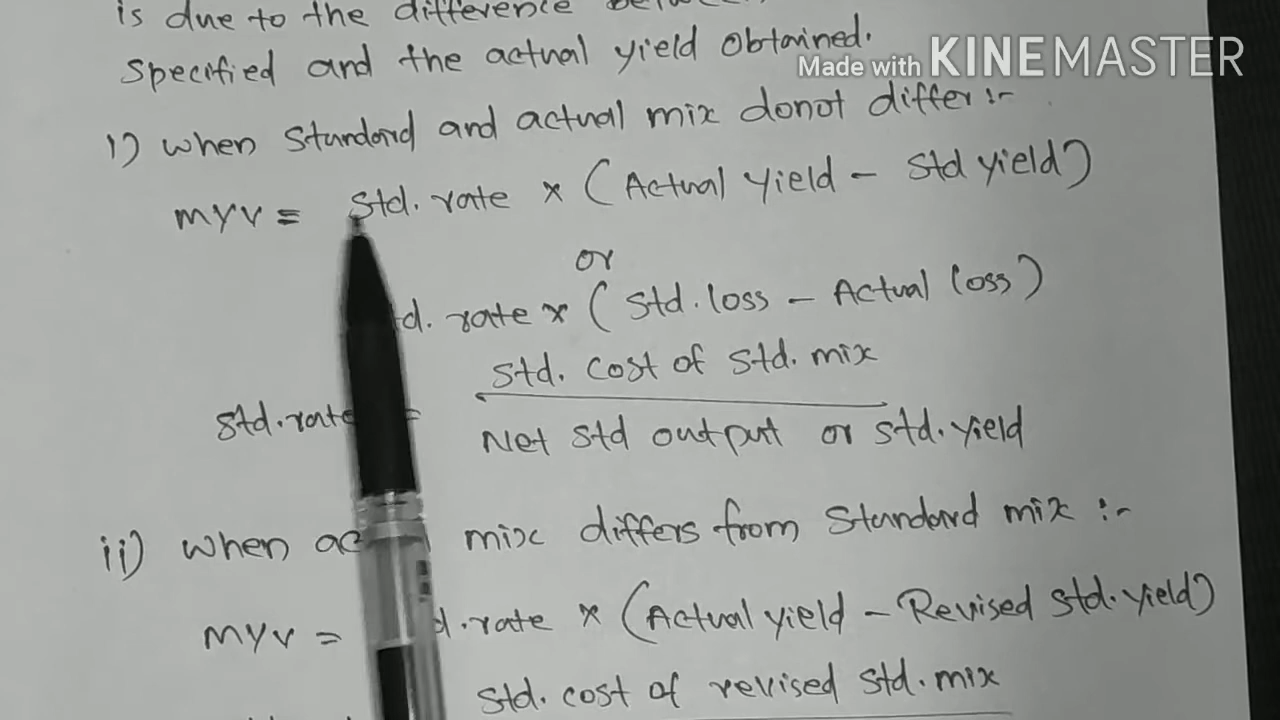 is due to the difference
Specified and the actual yield obtained.
Made with KINEMASTER
i) when standard and actual mix donot differ :-
MYV = Std. rate × (Actual Yield - Std yield)
or
d. rate × (Std. loss - Actual loss)
Std. cost of Std. mix
Std. rate =
Net Std output or std. yield
ii) when ac mix differs from Standard mix :-
MYV = d. rate × (Actual yield - Revised Std. yield)
Std. cost of revised std. mix